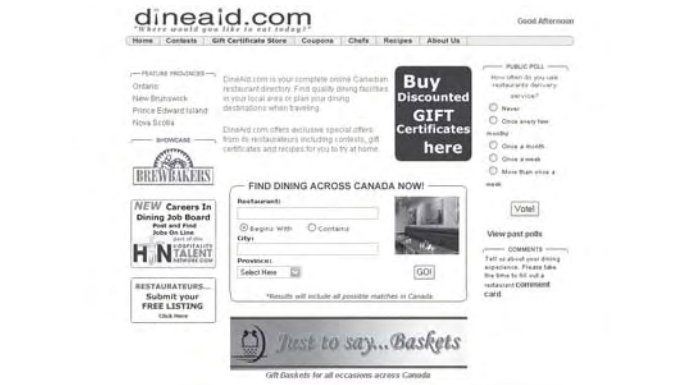 dineaid.com
"Where would you like to eat today?"
Good Afternoon
Home | Contests | Gift Certificate Store | Coupons | Chefs | Recipes | About Us
FEATURE PROVINCES
Ontario
New Brunswick
Prince Edward Island
Nova Scotia
SHOWCASE
BREWBAKERS
NEW Careers In
Dining Job Board
Post and Find
Jobs On Line
part of the
HTN HOSPITALITY
TALENT
NETWORK.COM
RESTAURATEURS...
Submit your
FREE LISTING
Click Here
DineAid.com is your complete online Canadian
restaurant directory. Find quality dining facilities
in your local area or plan your dining
destinations when traveling.
DineAid.com offers exclusive special offers
from its restaurateurs including contests, gift
certificates and recipes for you to try at home.
Buy
Discounted
GIFT
Certificates
here
FIND DINING ACROSS CANADA NOW!
Restaurant:
Begins With Contains
City:
Province:
Select Here
GO!
*Results will include all possible matches in Canada.
Just to say...Baskets
Gift Baskets for all occasions across Canada
PUBLIC POLL
How often do you use
restaurants delivery
service?
Never
Once every few
months
Once a month
Once a week
More than once a
week
Vote!
View past polls
COMMENTS
Tell us about your dining
experience. Please take
the time to fill out a
restaurant comment
card.